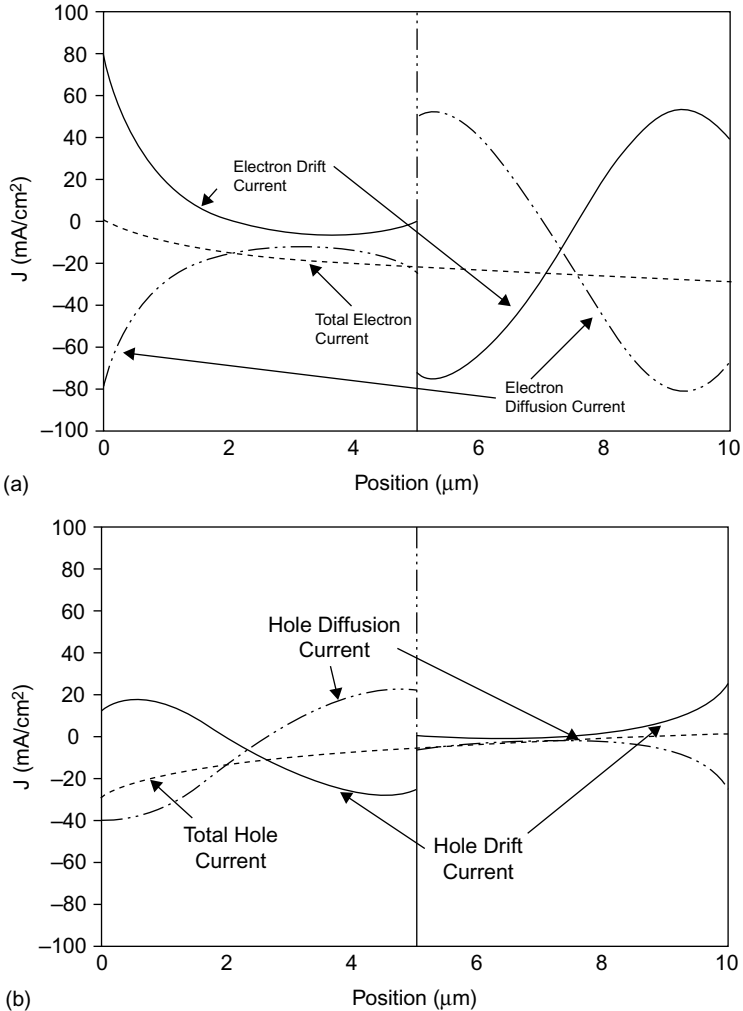 100
80
60
40
20
0
–20
–40
–60
–80
–100
J (mA/cm2)
Electron Drift
Current
Total Electron
Current
Electron
Diffusion Current
0
2
4
6
8
10
Position (μm)
(a)
100
80
60
40
20
0
–20
–40
–60
–80
–100
J (mA/cm2)
Hole Diffusion
Current
Total Hole
Current
Hole Drift
Current
0
2
4
6
8
10
Position (μm)
(b)